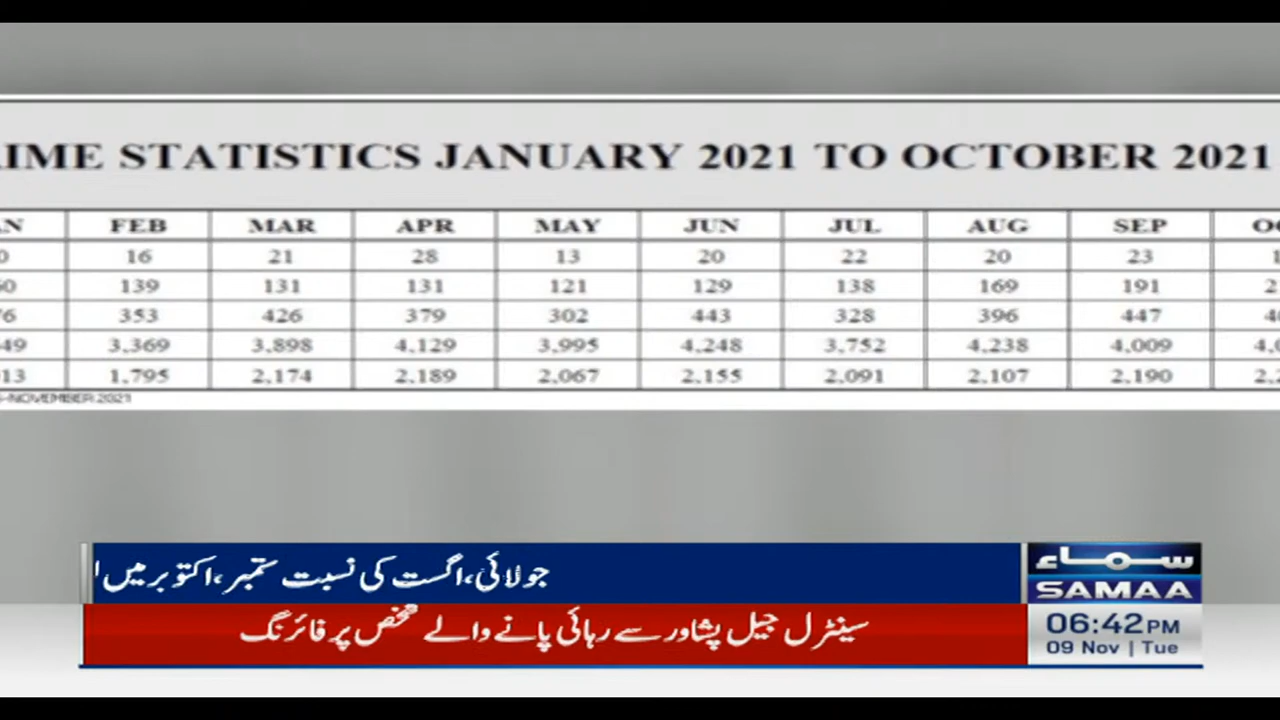 STATISTICS JANUARY 2021 TO OCTOBER 2021
FEB MAR APR MAY JUN JUL AUG SEP
16 21 28 13 20 22 20 23
139 131 131 121 129 138 169 191
353 426 379 302 443 328 396 447
3,369 3,898 4,129 3,995 4,248 3,752 4,238 4,009
1,795 2,174 2,189 2,067 2,155 2,091 2,107 2,190
-NOVEMBER 2021
جولائی،اگست کی نسبت ستمبر،اکتوبر میں
سینٹرل جیل پشاور سے رہائی پانے والے شخص پر فائرنگ
سماء
SAMAA
06:42 PM
09 Nov | Tue